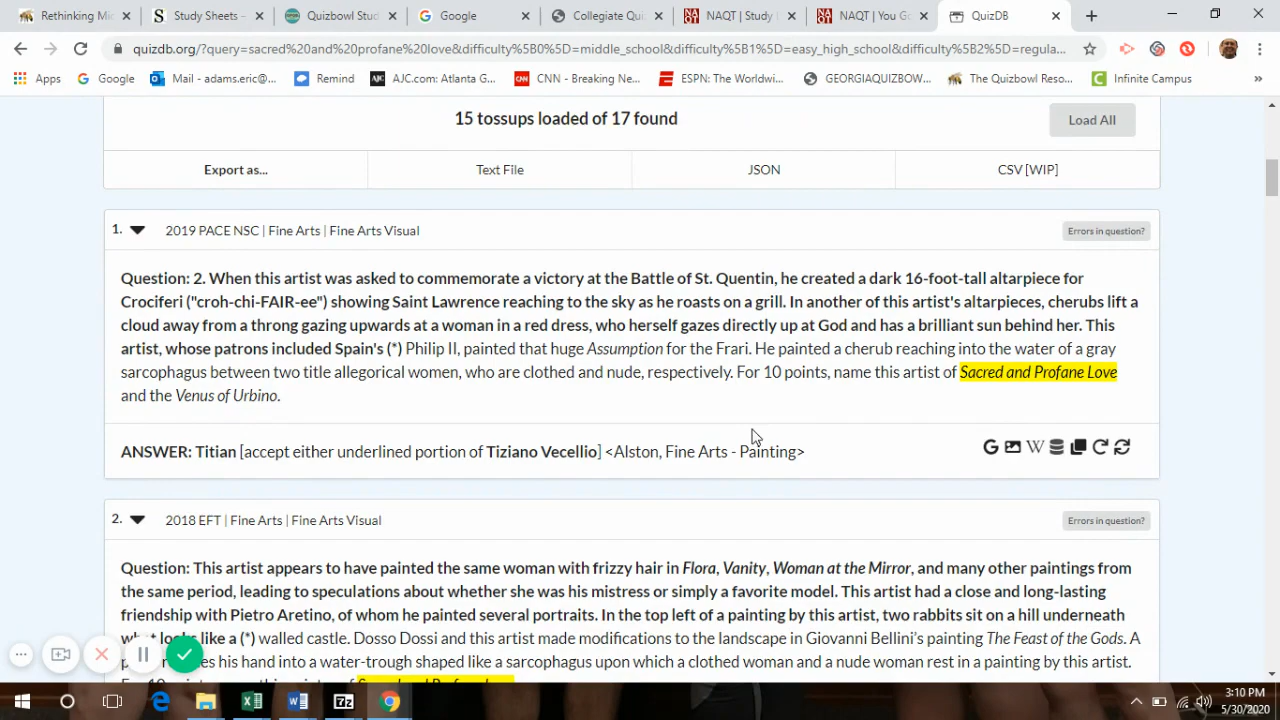 Rethinking Mic
Study Sheets –
Quizbowl Stud
Google
Collegiate Qui
NAQT | Study
NAQT | You Go
QuizDB
quizdb.org/?query=sacred%20and%20profane%20love&difficulty%5B0%5D=middle_school&difficulty%5B1%5D=easy_high_school&difficulty%5B2%5D=regula...
Apps
Google
Mail - adams.eric@...
Remind
AJC.com: Atlanta G...
CNN - Breaking Ne...
ESPN: The Worldwi...
GEORGIAQUIZBOW...
The Quizbowl Reso...
Infinite Campus
»
15 tossups loaded of 17 found
Load All
Export as...
Text File
JSON
CSV [WIP]
1. 2019 PACE NSC | Fine Arts | Fine Arts Visual
Errors in question?
Question: 2. When this artist was asked to commemorate a victory at the Battle of St. Quentin, he created a dark 16-foot-tall altarpiece for
Crociferi ("croh-chi-FAIR-ee") showing Saint Lawrence reaching to the sky as he roasts on a grill. In another of this artist's altarpieces, cherubs lift a
cloud away from a throng gazing upwards at a woman in a red dress, who herself gazes directly up at God and has a brilliant sun behind her. This
artist, whose patrons included Spain's (*) Philip II, painted that huge Assumption for the Frari. He painted a cherub reaching into the water of a gray
sarcophagus between two title allegorical women, who are clothed and nude, respectively. For 10 points, name this artist of Sacred and Profane Love
and the Venus of Urbino.
ANSWER: Titian [accept either underlined portion of Tiziano Vecellio] <Alston, Fine Arts - Painting>
2. 2018 EFT | Fine Arts | Fine Arts Visual
Errors in question?
Question: This artist appears to have painted the same woman with frizzy hair in Flora, Vanity, Woman at the Mirror, and many other paintings from
the same period, leading to speculations about whether she was his mistress or simply a favorite model. This artist had a close and long-lasting
friendship with Pietro Aretino, of whom he painted several portraits. In the top left of a painting by this artist, two rabbits sit on a hill underneath
what looks like a (*) walled castle. Dosso Dossi and this artist made modifications to the landscape in Giovanni Bellini's painting The Feast of the Gods. A
his hand into a water-trough shaped like a sarcophagus upon which a clothed woman and a nude woman rest in a painting by this artist.
3:10 PM
5/30/2020